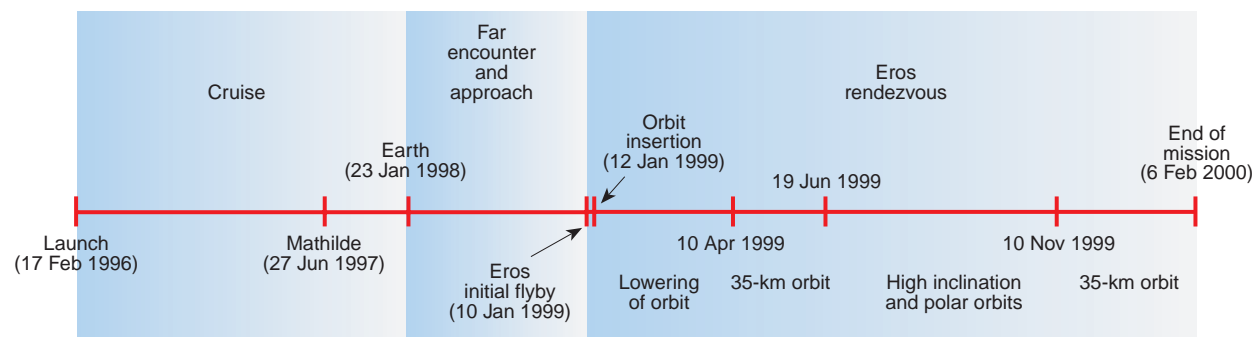 Cruise
Far
encounter
and
approach
Eros
rendezvous
Launch
(17 Feb 1996)
Mathilde
(27 Jun 1997)
Earth
(23 Jan 1998)
Eros
initial flyby
(10 Jan 1999)
Orbit
insertion
(12 Jan 1999)
10 Apr 1999
19 Jun 1999
10 Nov 1999
End of
mission
(6 Feb 2000)
Lowering
of orbit
35-km orbit
High inclination
and polar orbits
35-km orbit